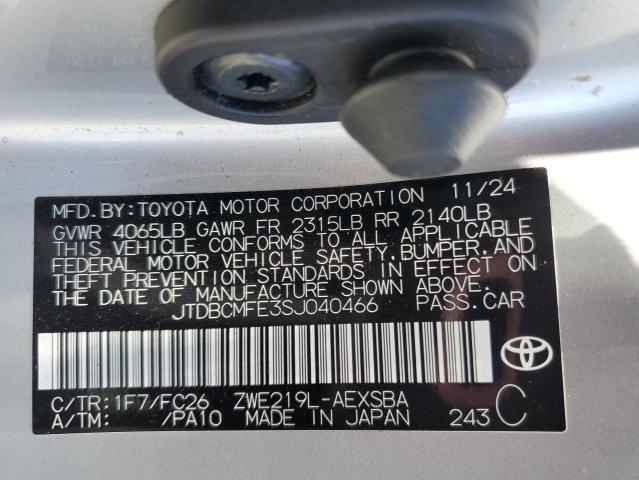 MFD.BY:TOYOTA MOTOR CORPORATION 11/24
GVWR 4065LB GAWR FR 2315LB RR 2140LB
THIS VEHICLE CONFORMS TO ALL APPLICABLE
FEDERAL MOTOR VEHICLE SAFETY,BUMPER,AND
THEFT PREVENTION STANDARDS IN EFFECT ON
THE DATE OF MANUFACTURE SHOWN ABOVE.
JTDBCMFE3SJ040466 PASS.CAR
C/TR: 1F7/FC26 ZWE219L-AEXSBA
A/TM: /PA10 MADE IN JAPAN 243 C